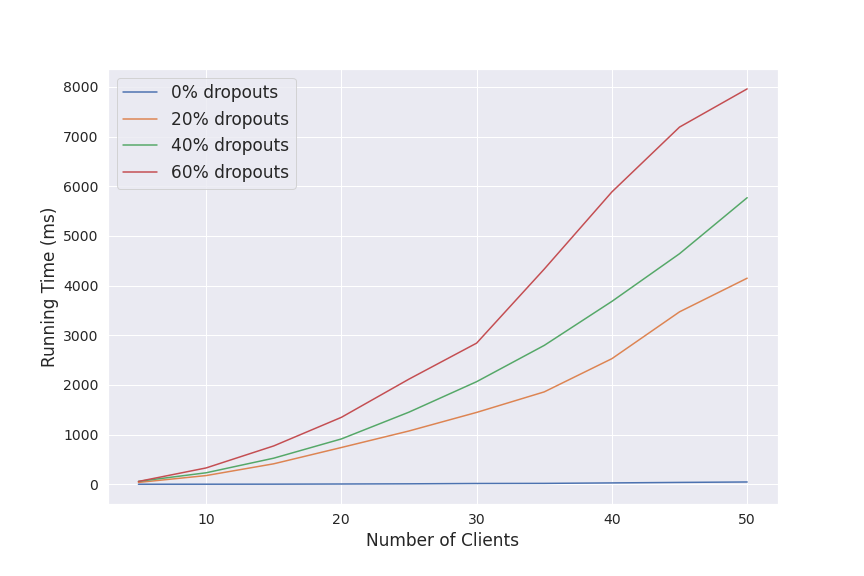 0% dropouts
20% dropouts
40% dropouts
60% dropouts
8000
7000
6000
5000
4000
3000
2000
1000
0
Running Time (ms)
10 20 30 40 50
Number of Clients